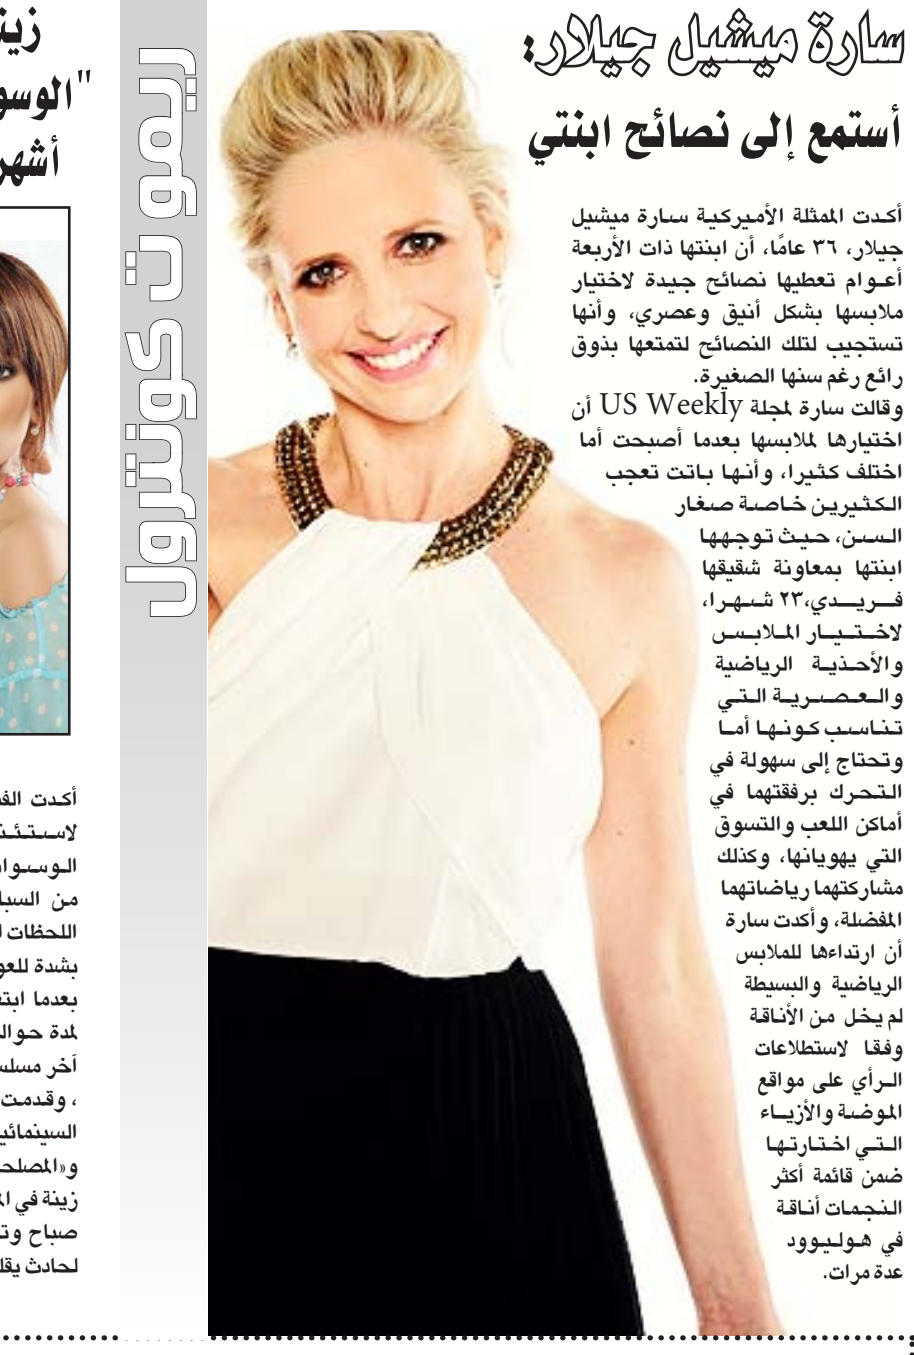 سارة ميشيل جيلار:
أستمع إلى نصائح ابنتي
أكدت الممثلة الأميركية سارة ميشيل
جيلار، ٣٦ عامًا، أن ابنتها ذات الأربعة
أعوام تعطيها نصائح جيدة لاختيار
ملابسها بشكل أنيق وعصري، وأنها
تستجيب لتلك النصائح لتمتعها بذوق
رائع رغم سنها الصغيرة.
وقالت سارة لمجلة US Weekly أن
اختيارها لملابسها بعدما أصبحت أما
اختلف كثيرا، وأنها باتت تعجب
الكثيرين خاصة صغار
السن، حيث توجهها
ابنتها بمعاونة شقيقها
فريدي،٢٣ شهرا،
لاختيار الملابس
والأحذية الرياضية
والعصرية التي
تناسب كونها أما
وتحتاج إلى سهولة في
التحرك برفقتهما في
أماكن اللعب والتسوق
التي يهويانها، وكذلك
مشاركتهما رياضاتهما
المفضلة، وأكدت سارة
أن ارتداءها للملابس
الرياضية والبسيطة
لم يخل من الأناقة
وفقا لاستطلاعات
الرأي على مواقع
الموضة والأزياء
التي اختارتها
ضمن قائمة أكثر
النجمات أناقة
في هوليوود
عدة مرات.
ريموت كونترول
زينة
"الوسو
أشهر
أكدت الف
لاستئنا
الوسوا
من السبا
اللحظات
بشدة للعو
بعدما ابتع
لمدة حوال
آخر مسلس
، وقدمت
السينمائي
و«المصلح
زينة في الم
صباح وت
لحادث يقل